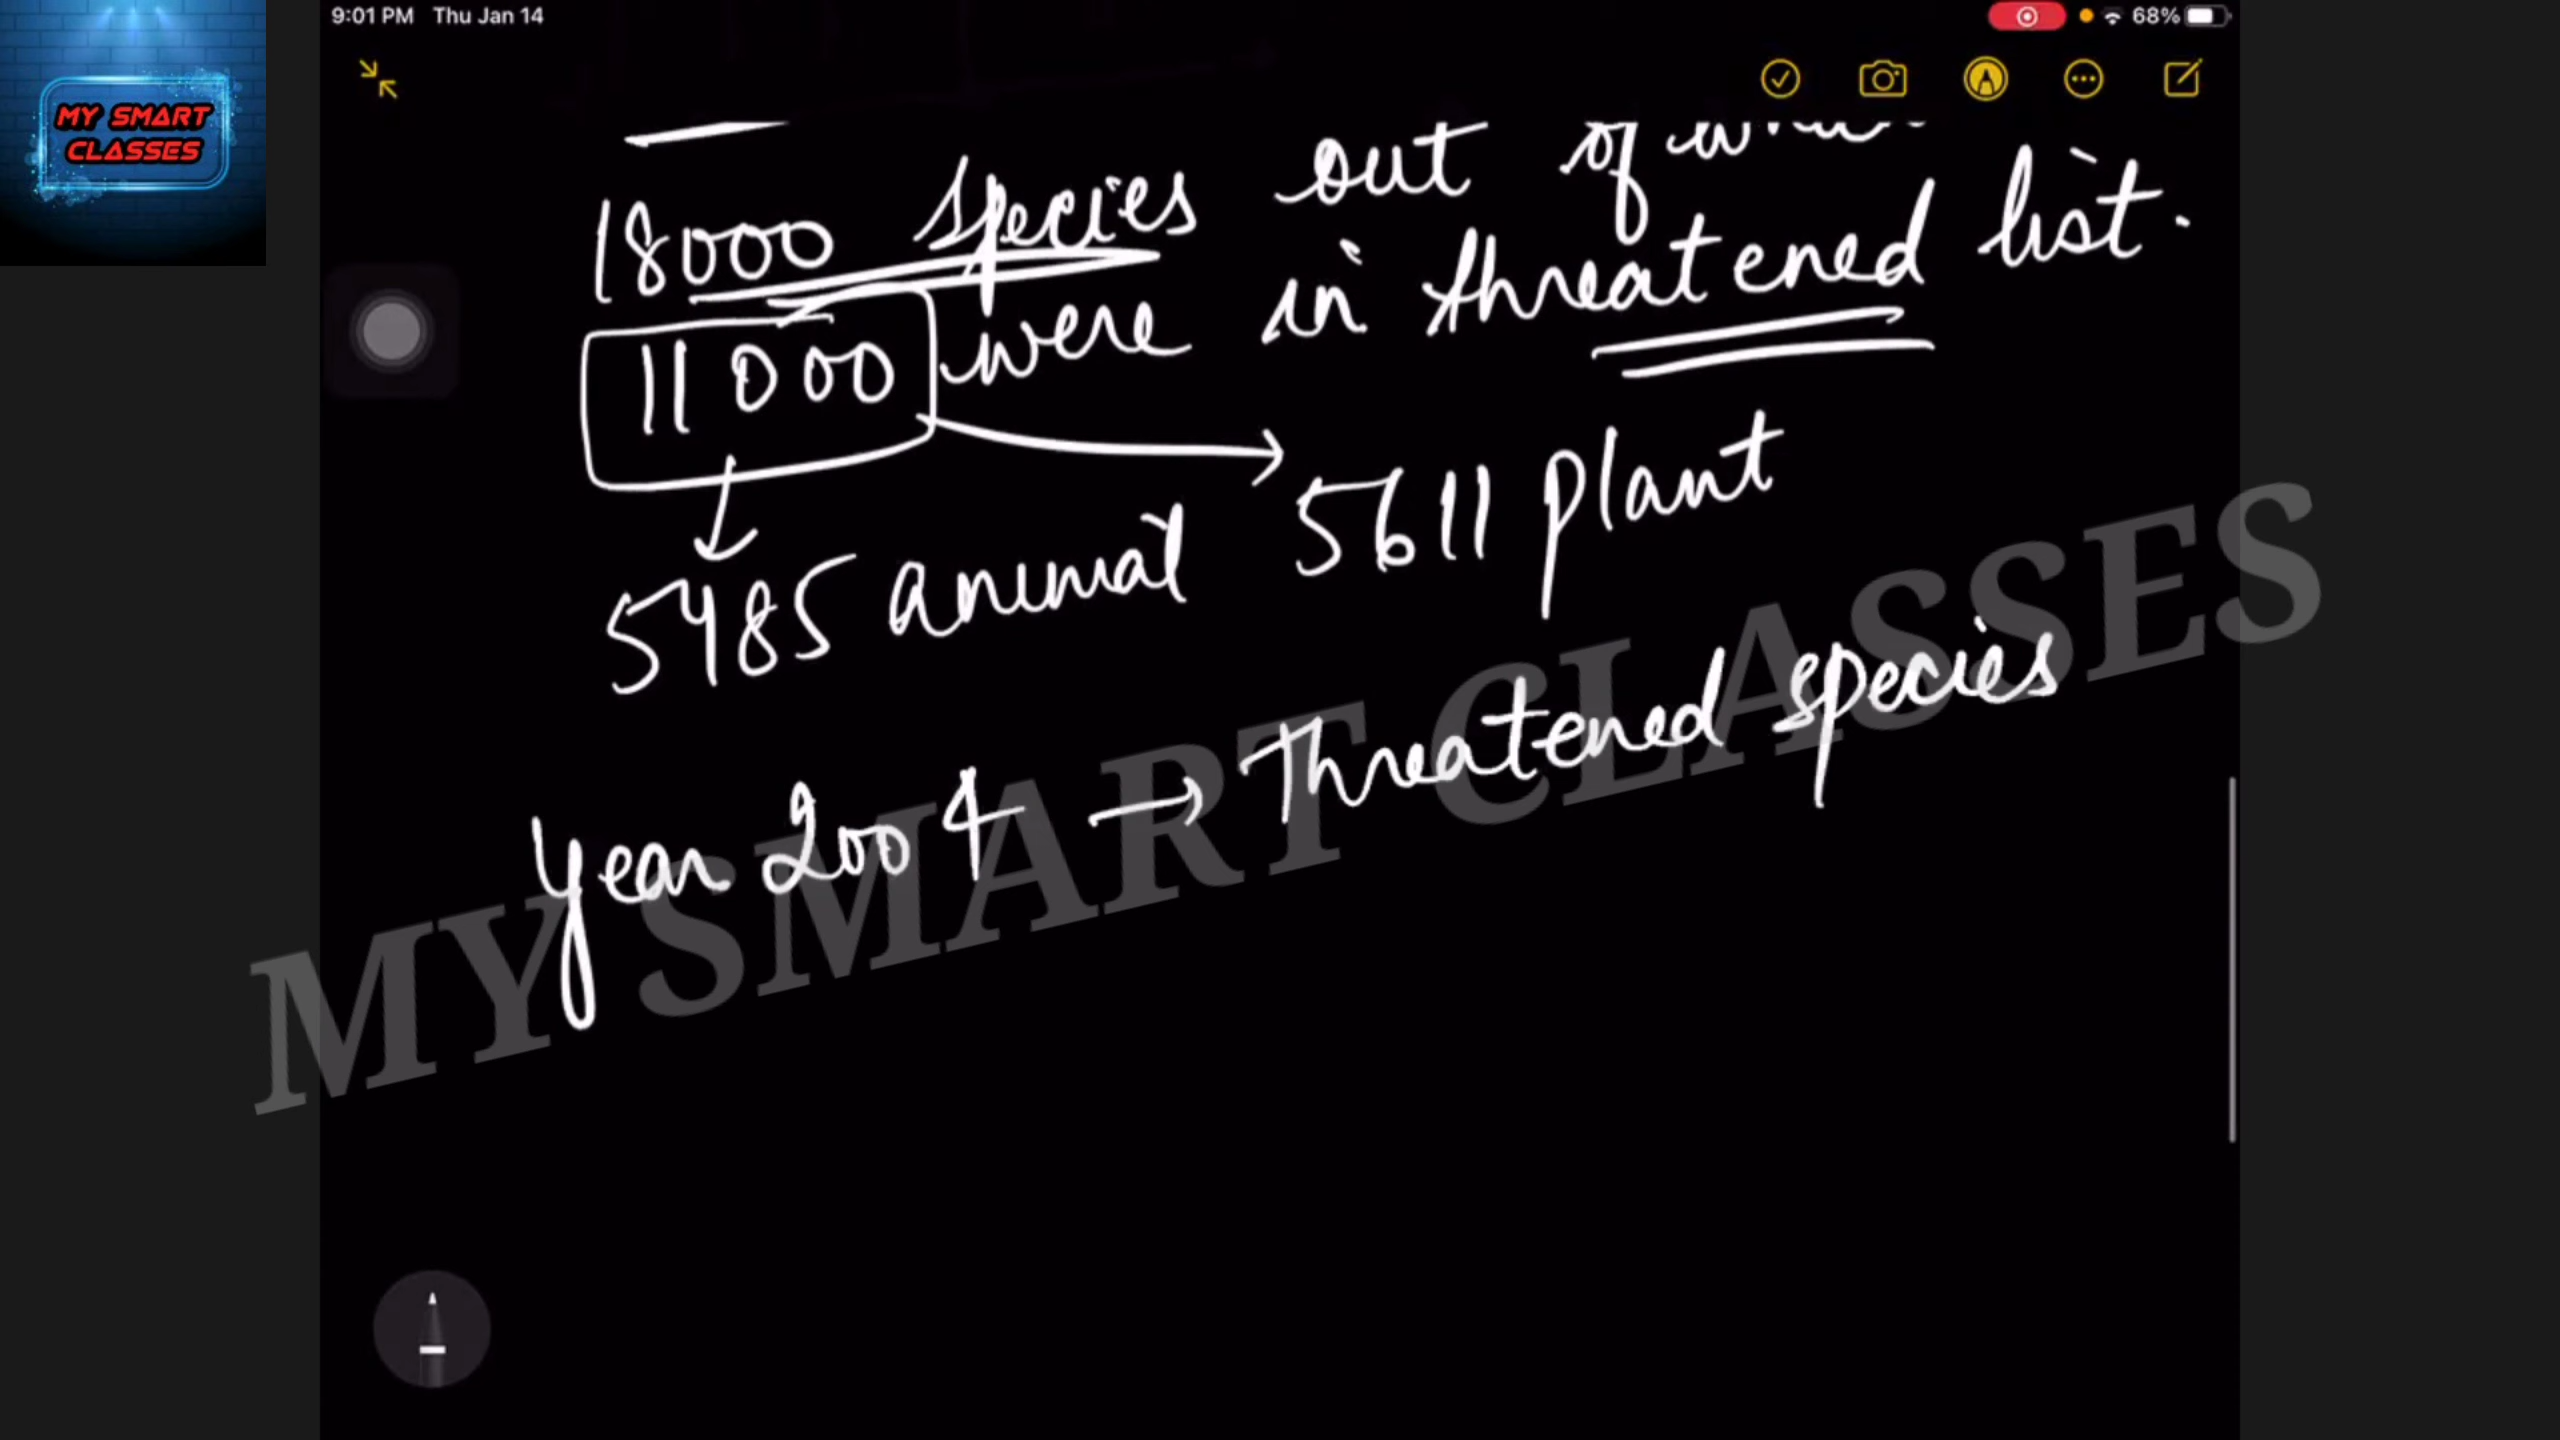 9:01 PM Thu Jan 14
68%
MY SMART
CLASSES
18000 species out of
11000 were in threatened list.
5485 animal 5611 plant
year 2004 → threatened species
MY SMART CLASSES